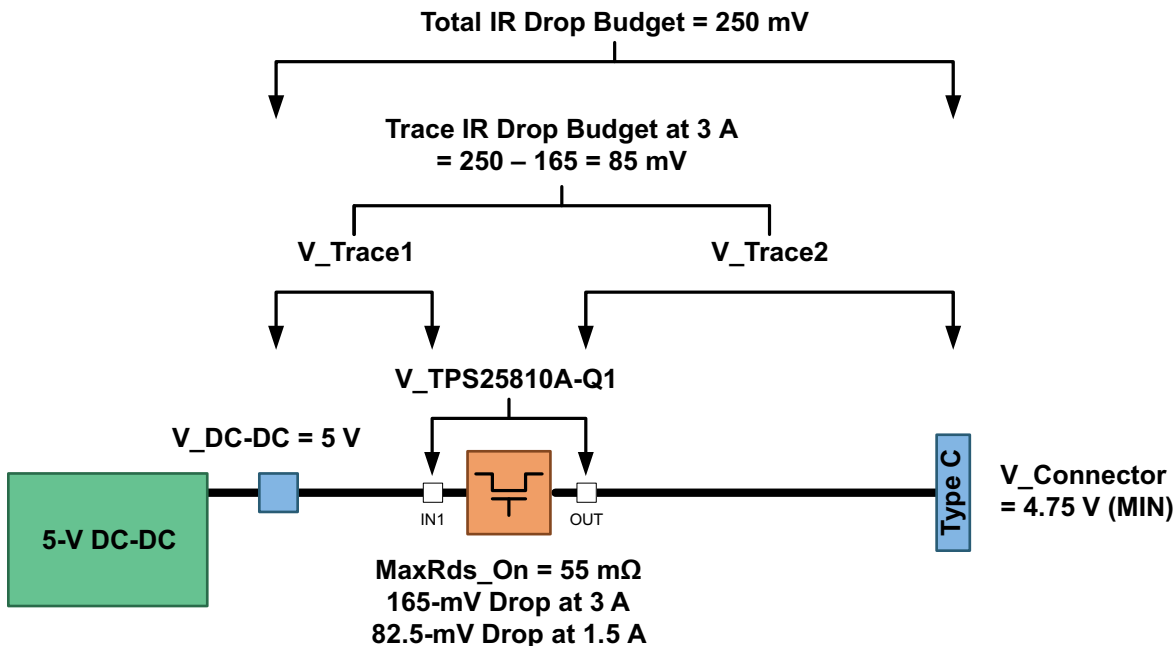 Total IR Drop Budget = 250 mV
Trace IR Drop Budget at 3 A
= 250 – 165 = 85 mV
V_Trace1
V_Trace2
V_TPS25810A-Q1
V_DC-DC = 5 V
5-V DC-DC
IN1
OUT
Type C
V_Connector
= 4.75 V (MIN)
MaxRds_On = 55 mΩ
165-mV Drop at 3 A
82.5-mV Drop at 1.5 A